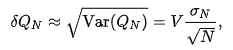 δQ_N ≈ √Var(Q_N) = V σ_N/√N,